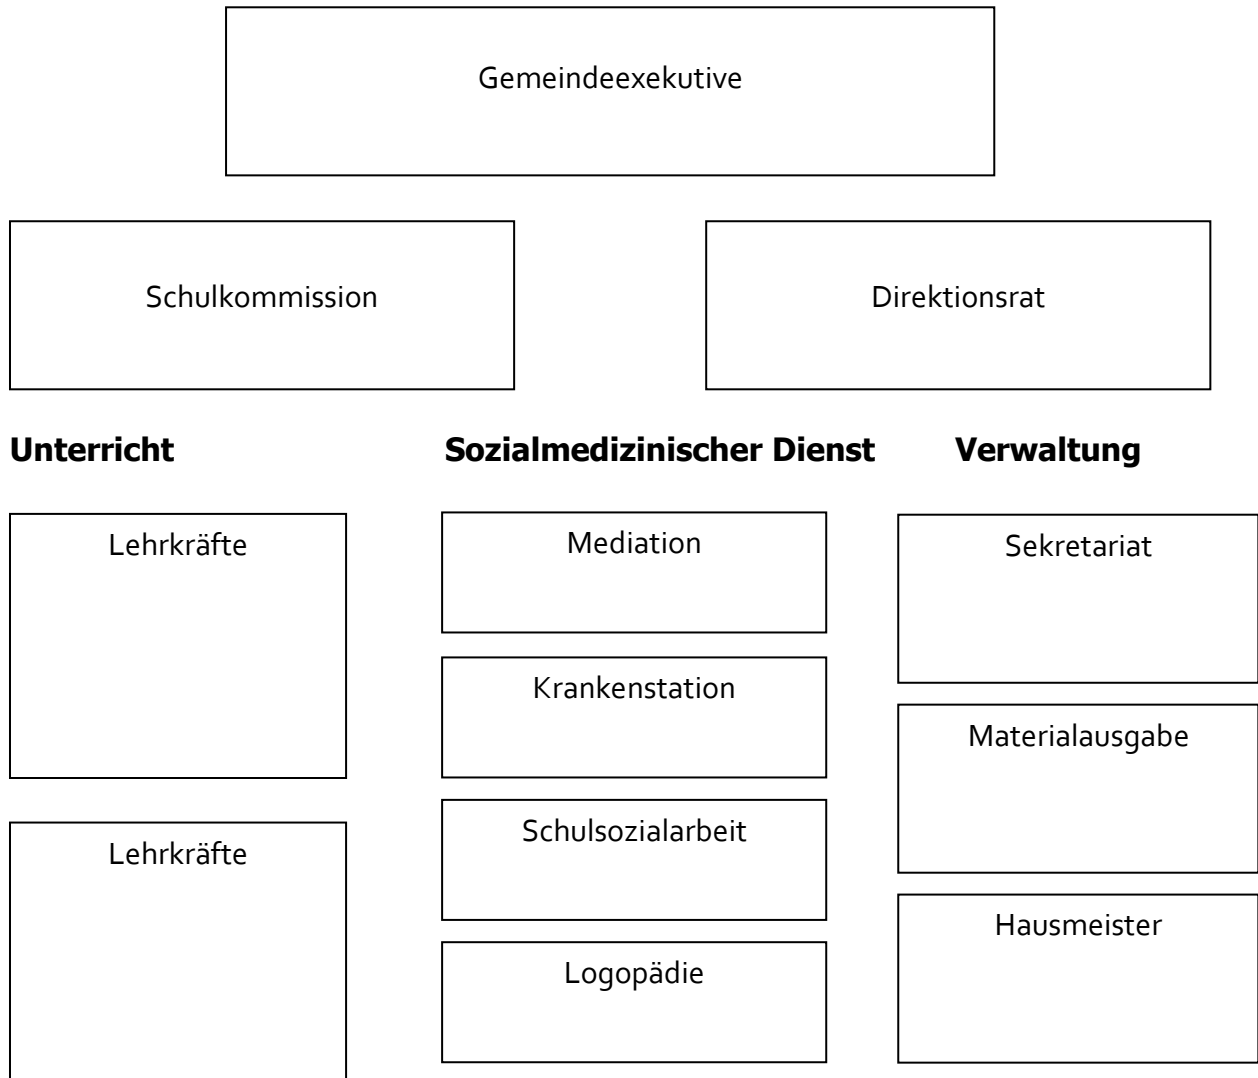 Gemeindeexekutive
Schulkommission
Direktionsrat
Unterricht
Sozialmedizinischer Dienst
Verwaltung
Lehrkräfte
Lehrkräfte
Mediation
Krankenstation
Schulsozialarbeit
Logopädie
Sekretariat
Materialausgabe
Hausmeister